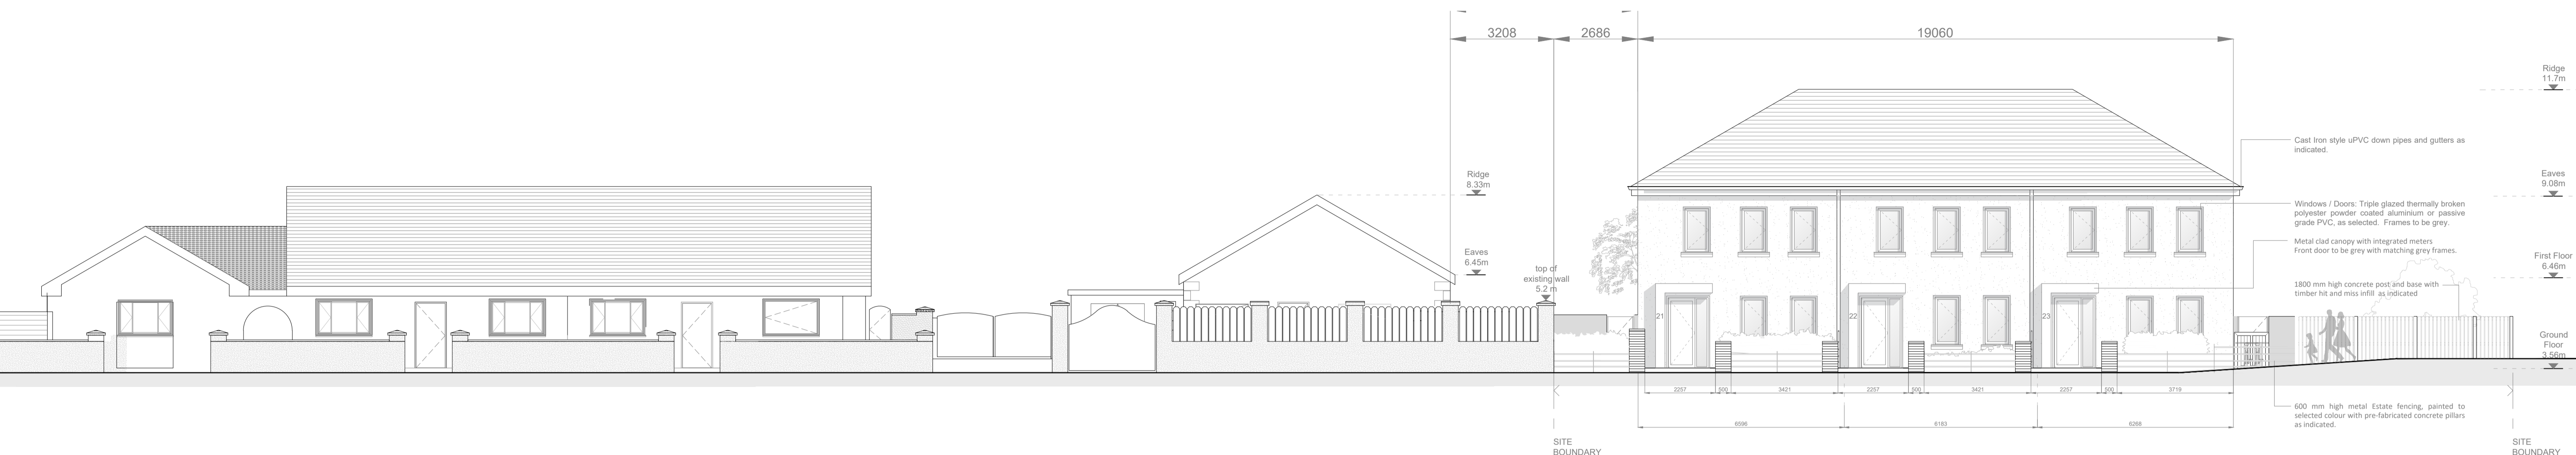 3208
2686
19060
Ridge
11.7m
Cast Iron style uPVC down pipes and gutters as
indicated.
Ridge
8.33m
Eaves
9.08m
Windows / Doors: Triple glazed thermally broken
polyester powder coated aluminium or passive
grade PVC, as selected. Frames to be grey.
Metal clad canopy with integrated meters
Front door to be grey with matching grey frames.
Eaves
6.45m
First Floor
6.46m
top of
existing wall
5.2 m
1800 mm high concrete post and base with
timber hit and miss infill as indicated
21
22
23
Ground
Floor
3.56m
2257
500
3421
2257
500
3421
2257
500
3719
600 mm high metal Estate fencing, painted to
selected colour with pre-fabricated concrete pillars
as indicated.
6596
6183
6268
SITE
BOUNDARY
SITE
BOUNDARY